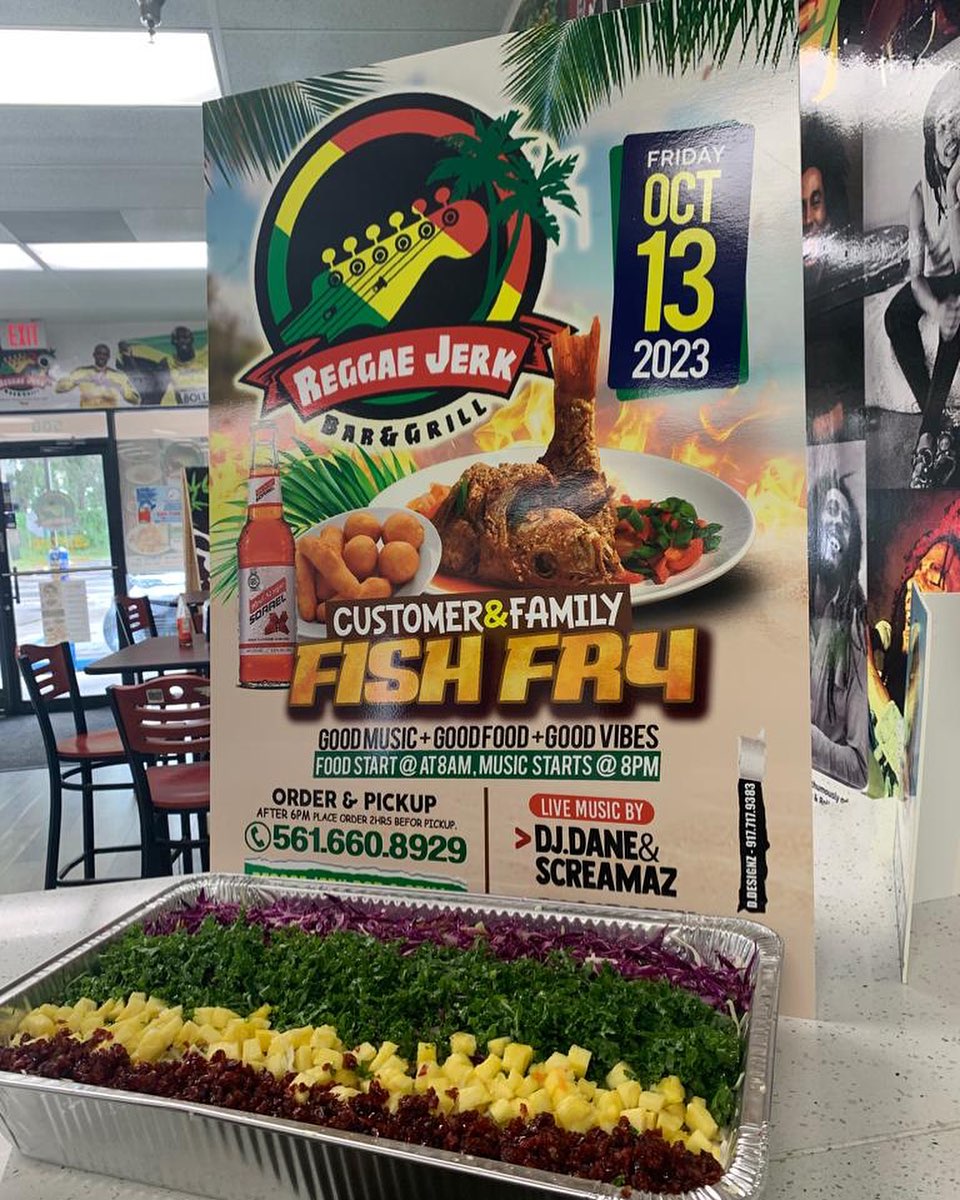 FRIDAY
OCT
13
2023
REGGAE JERK
BAR & GRILL
EXIT
REGGAE JERK
SORREL
CUSTOMER&FAMILY
FISH FRY
GOOD MUSIC + GOOD FOOD + GOOD VIBES
FOOD START @ AT8AM, MUSIC STARTS @ 8PM
ORDER & PICKUP
AFTER 6PM PLACE ORDER 2HRS BEFOR PICKUP.
561.660.8929
LIVE MUSIC BY
> DJ.DANE&
SCREAMAZ
D.DESIGNZ - 917.717.9383